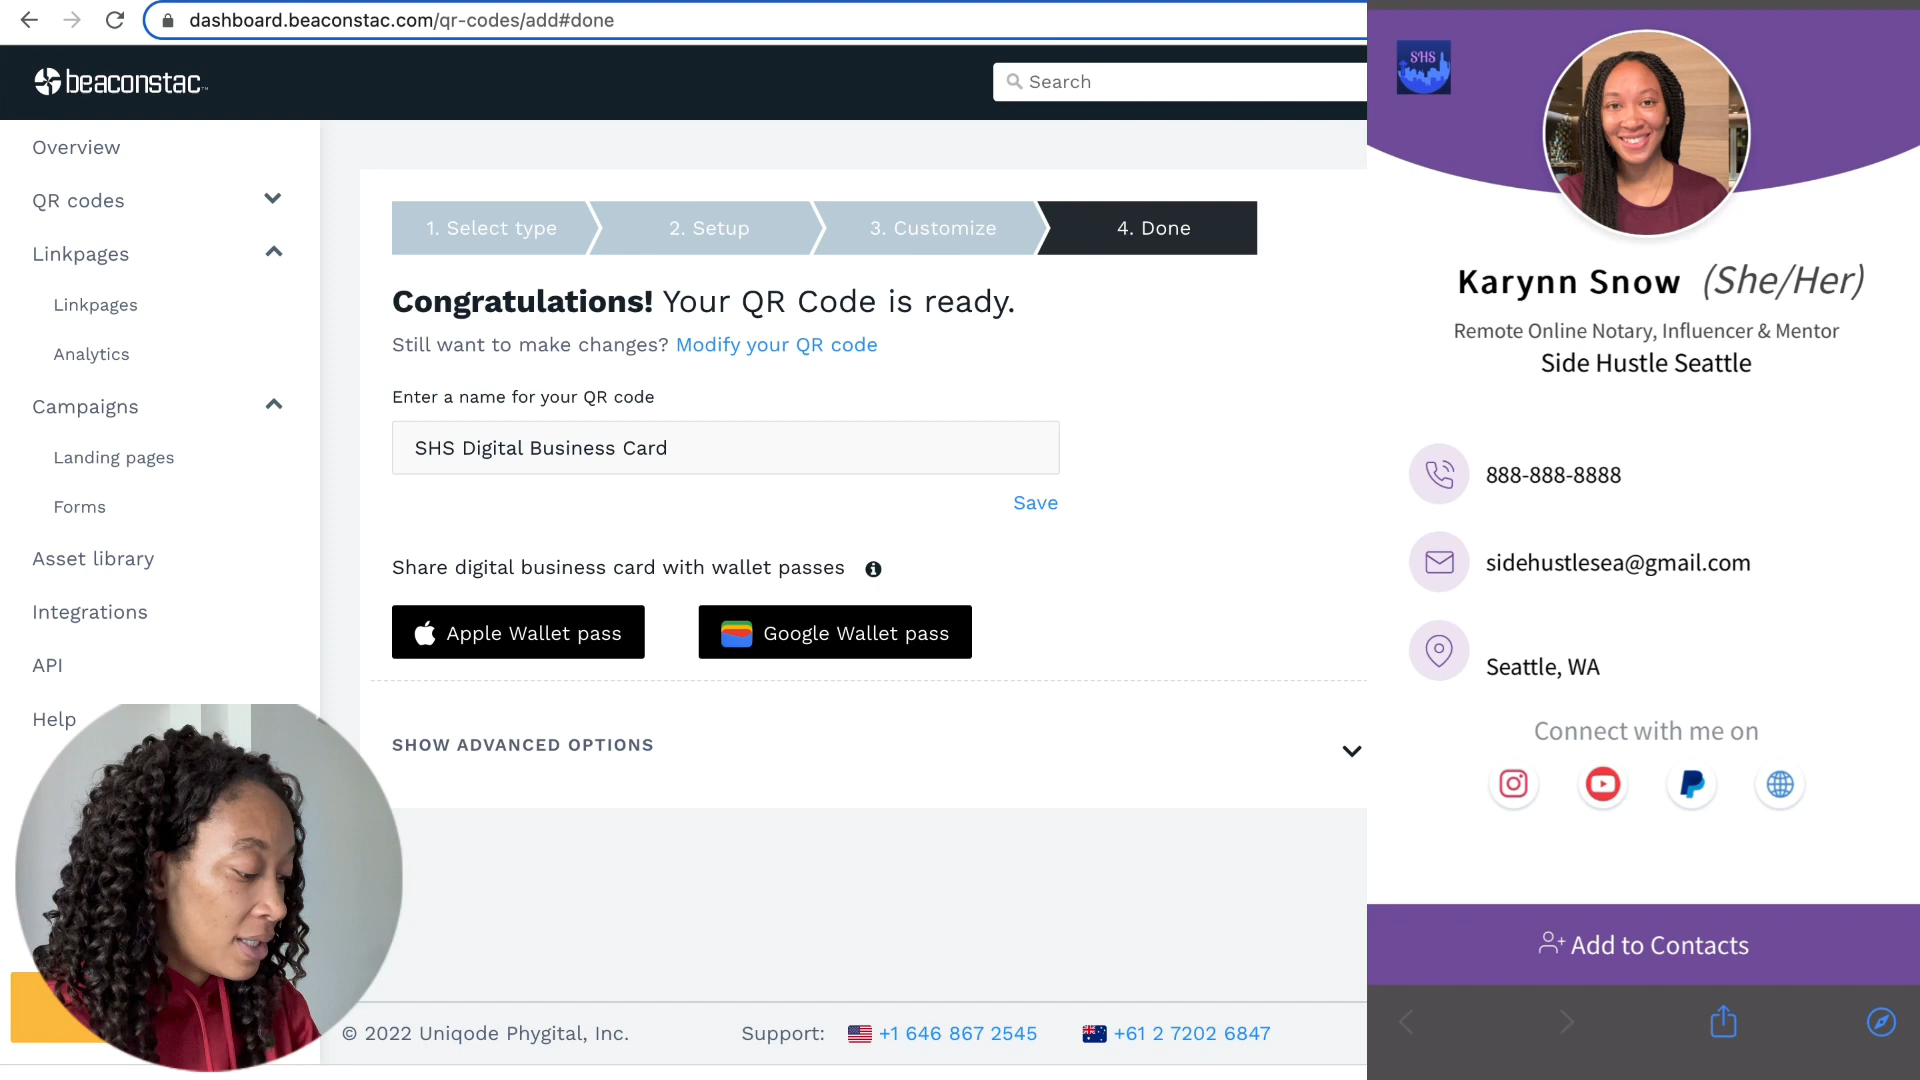 dashboard.beaconstac.com/qr-codes/add#done
beaconstac
Search
Overview
QR codes
Linkpages
Linkpages
Analytics
Campaigns
Landing pages
Forms
Asset library
Integrations
API
Help
1. Select type
2. Setup
3. Customize
4. Done
Congratulations! Your QR Code is ready.
Still want to make changes? Modify your QR code
Enter a name for your QR code
SHS Digital Business Card
Save
Share digital business card with wallet passes
Apple Wallet pass
Google Wallet pass
SHOW ADVANCED OPTIONS
© 2022 Uniqode Phygital, Inc.
Support: +1 646 867 2545 +61 2 7202 6847
SHS
Karynn Snow (She/Her)
Remote Online Notary, Influencer & Mentor
Side Hustle Seattle
888-888-8888
sidehustlesea@gmail.com
Seattle, WA
Connect with me on
Add to Contacts